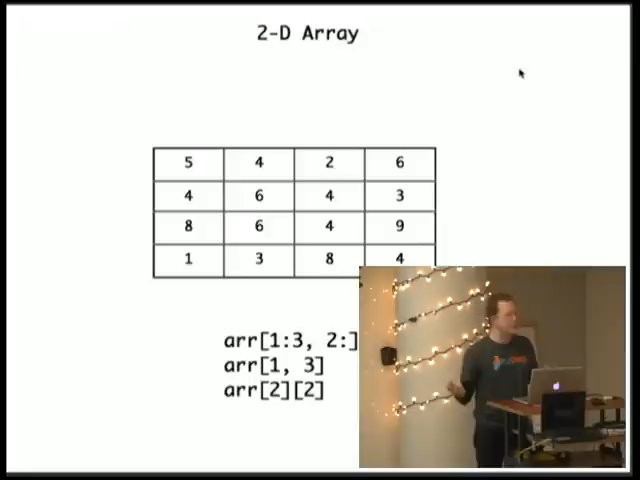 2-D Array
5 4 2 6
4 6 4 3
8 6 4 9
1 3 8 4
arr[1:3, 2:]
arr[1, 3]
arr[2][2]